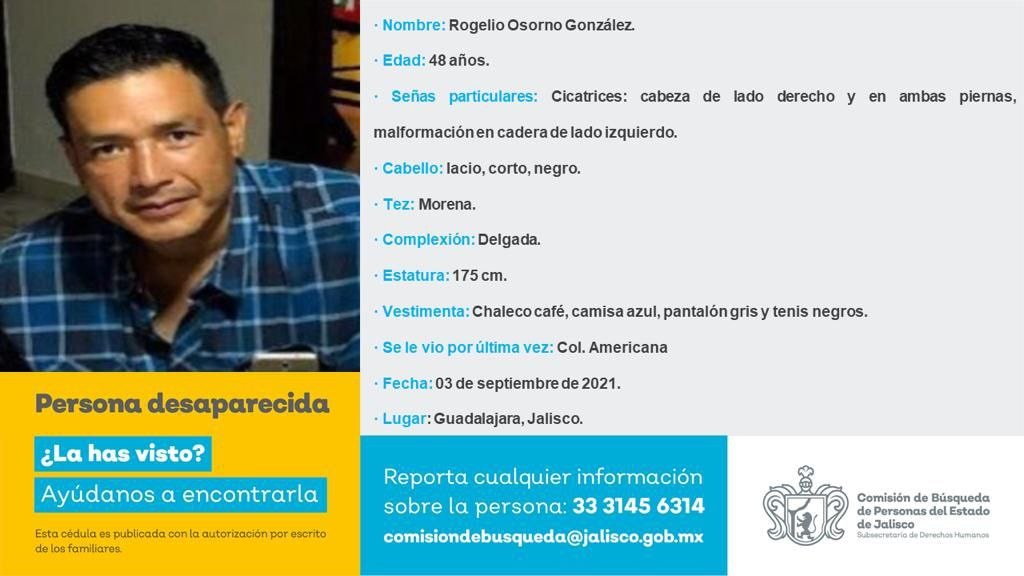 · Nombre: Rogelio Osorno González.
· Edad: 48 años.
· Señas particulares: Cicatrices: cabeza de lado derecho y en ambas piernas,
malformación en cadera de lado izquierdo.
· Cabello: lacio, corto, negro.
· Tez: Morena.
· Complexión: Delgada.
· Estatura: 175 cm.
· Vestimenta: Chaleco café, camisa azul, pantalón gris y tenis negros.
· Se le vio por última vez: Col. Americana
· Fecha: 03 de septiembre de 2021.
· Lugar: Guadalajara, Jalisco.
Persona desaparecida
¿La has visto?
Ayúdanos a encontrarla
Esta cédula es publicada con la autorización por escrito
de los familiares.
Reporta cualquier información
sobre la persona: 33 3145 6314
comisiondebusqueda@jalisco.gob.mx
Comisión de Búsqueda
de Personas del Estado
de Jalisco
Subsecretaría de Derechos Humanos